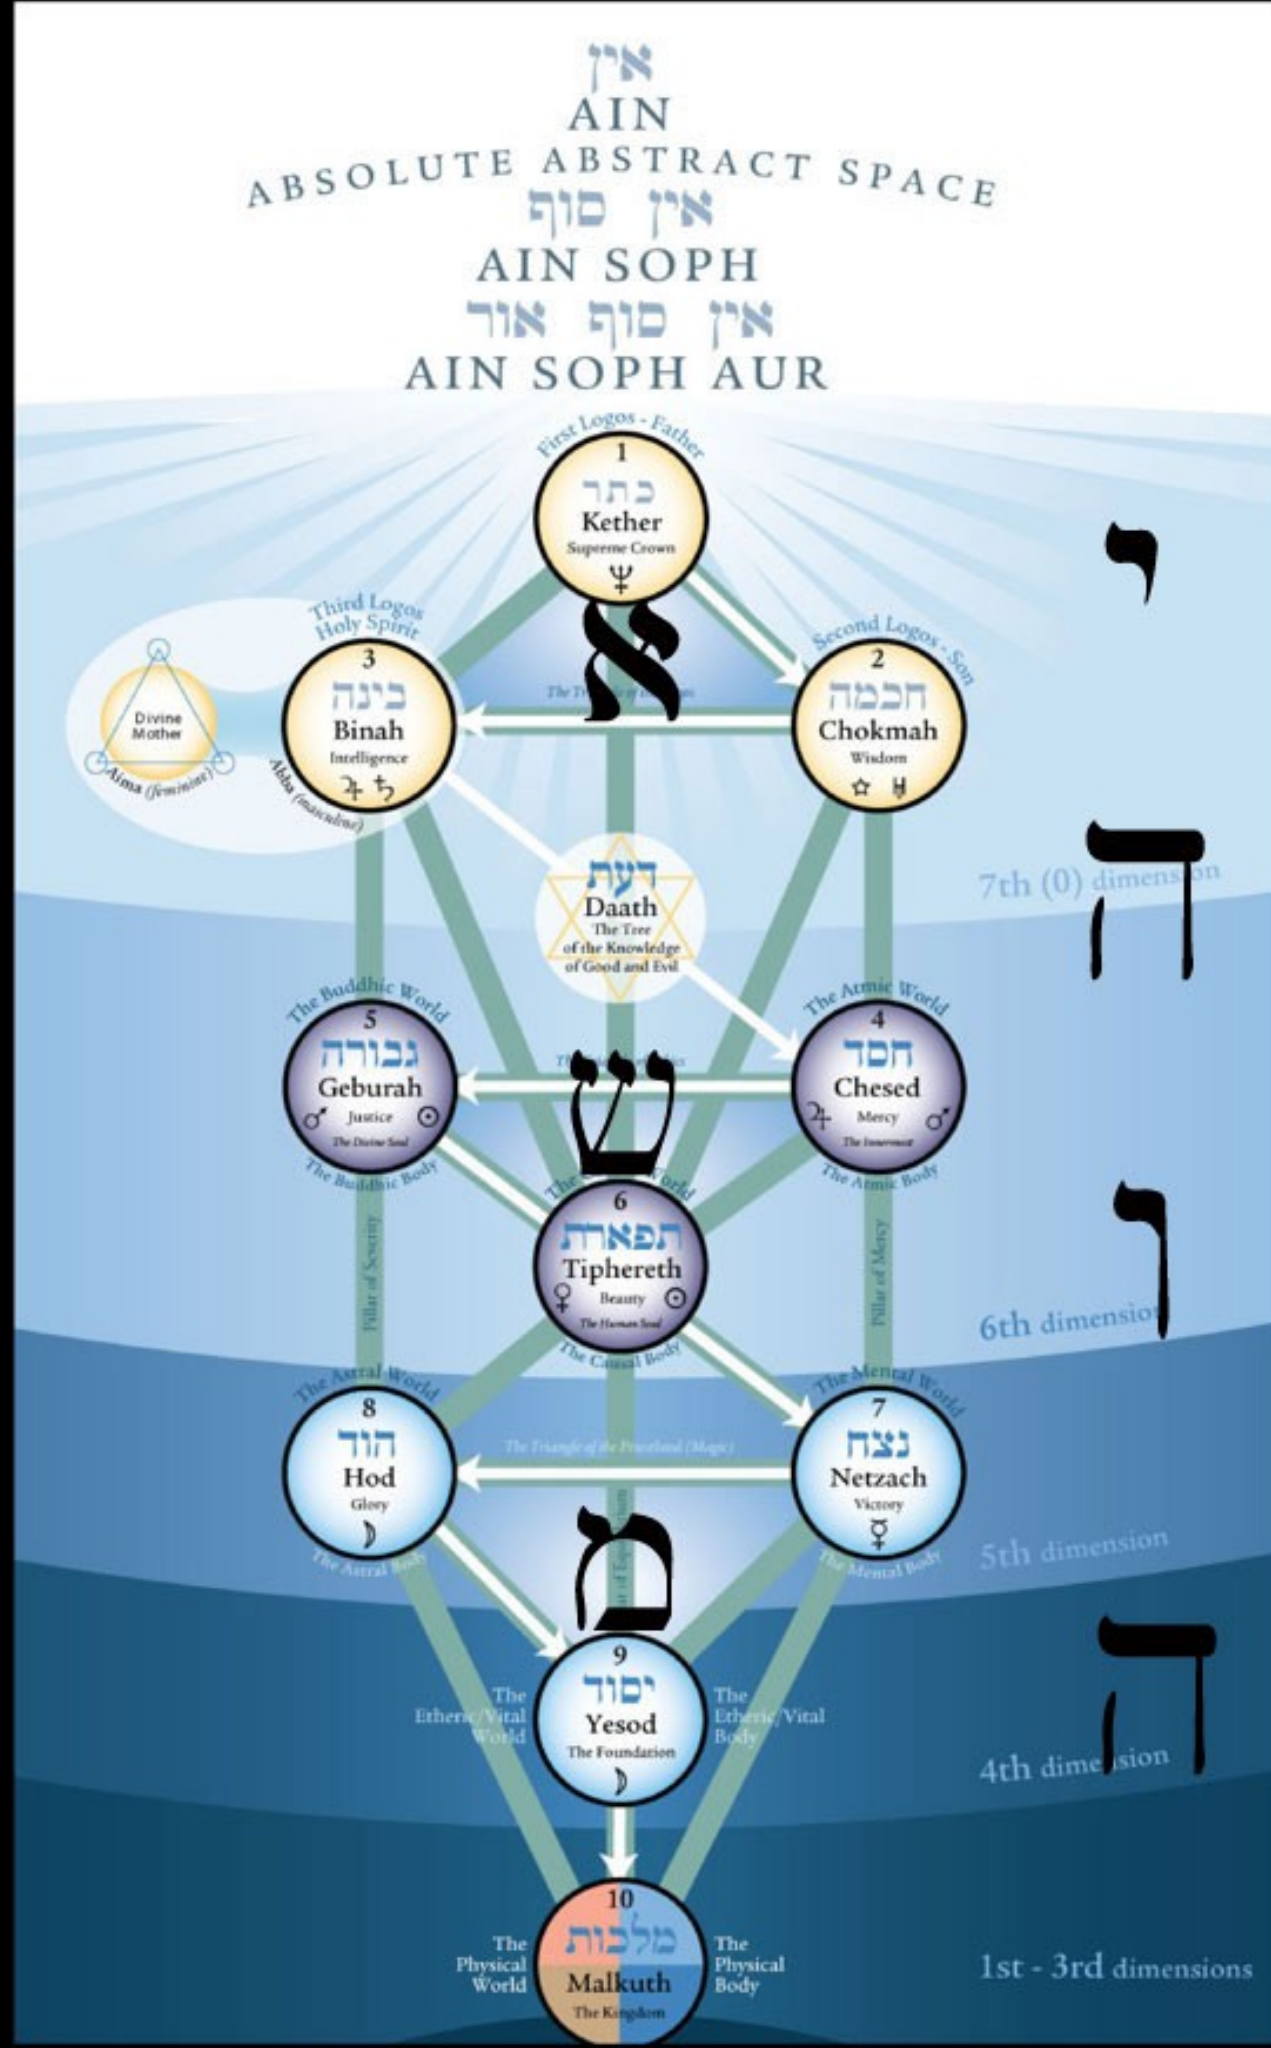 אין
AIN
ABSOLUTE ABSTRACT SPACE
אין סוף
AIN SOPH
אין סוף אור
AIN SOPH AUR
First Logos - Father
1
כתר
Kether
Supreme Crown
♆
י
א
The of
Third Logos
Holy Spirit
3
בינה
Binah
Intelligence
♃ ♄
Abba (masculine)
Divine
Mother
Aima (feminine)
Second Logos - Son
2
חכמה
Chokmah
Wisdom
☆ ♅
ה
7th (0) dimension
דעת
Daath
The Tree
of the Knowledge
of Good and Evil
The Buddhic World
5
גבורה
Geburah
♂ Justice ☉
The Divine Soul
The Buddhic Body
The Atmic World
4
חסד
Chesed
♃ Mercy ♂
The Innermost
The Atmic Body
ש
The World
6
תפארת
Tiphereth
♀ Beauty ☉
The Human Soul
The Causal Body
Pillar of Severity
Pillar of Mercy
ו
6th dimension
The Astral World
8
הוד
Hod
Glory
☽
The Astral Body
The Mental World
7
נצח
Netzach
Victory
☿
The Mental Body
The Triangle of the Priesthood (Magic)
5th dimension
of
מ
9
יסוד
Yesod
The Foundation
☽
The
Etheric/Vital
World
The
Etheric/Vital
Body
ה
4th dimension
10
מלכות
Malkuth
The Kingdom
The
Physical
World
The
Physical
Body
1st - 3rd dimensions